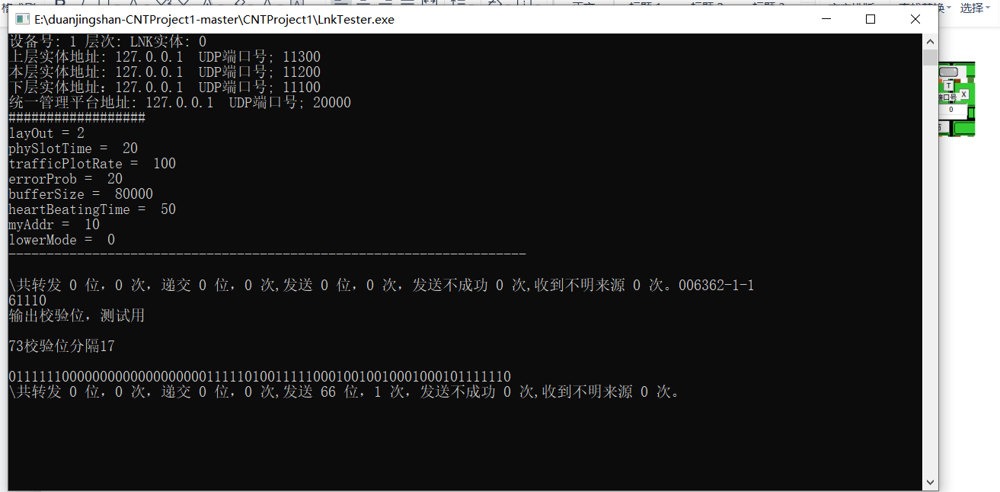 E:\duanjingshan-CNTProject1-master\CNTProject1\LnkTester.exe
选择
设备号: 1 层次: LNK实体: 0
上层实体地址: 127.0.0.1  UDP端口号; 11300
本层实体地址: 127.0.0.1  UDP端口号; 11200
下层实体地址: 127.0.0.1  UDP端口号; 11100
统一管理平台地址: 127.0.0.1  UDP端口号; 20000
##################
layOut = 2
phySlotTime =  20
trafficPlotRate =  100
errorProb =  20
bufferSize =  80000
heartBeatingTime =  50
myAddr =  10
lowerMode =  0
--------------------------------------------------------------------
\共转发 0 位，0 次，递交 0 位，0 次,发送 0 位，0 次，发送不成功 0 次,收到不明来源 0 次。006362-1-1
61110
输出校验位，测试用
73校验位分隔17
011111100000000000000000001111101001111100010010010001000101111110
\共转发 0 位，0 次，递交 0 位，0 次,发送 66 位，1 次，发送不成功 0 次,收到不明来源 0 次。
T
接口号 X
0